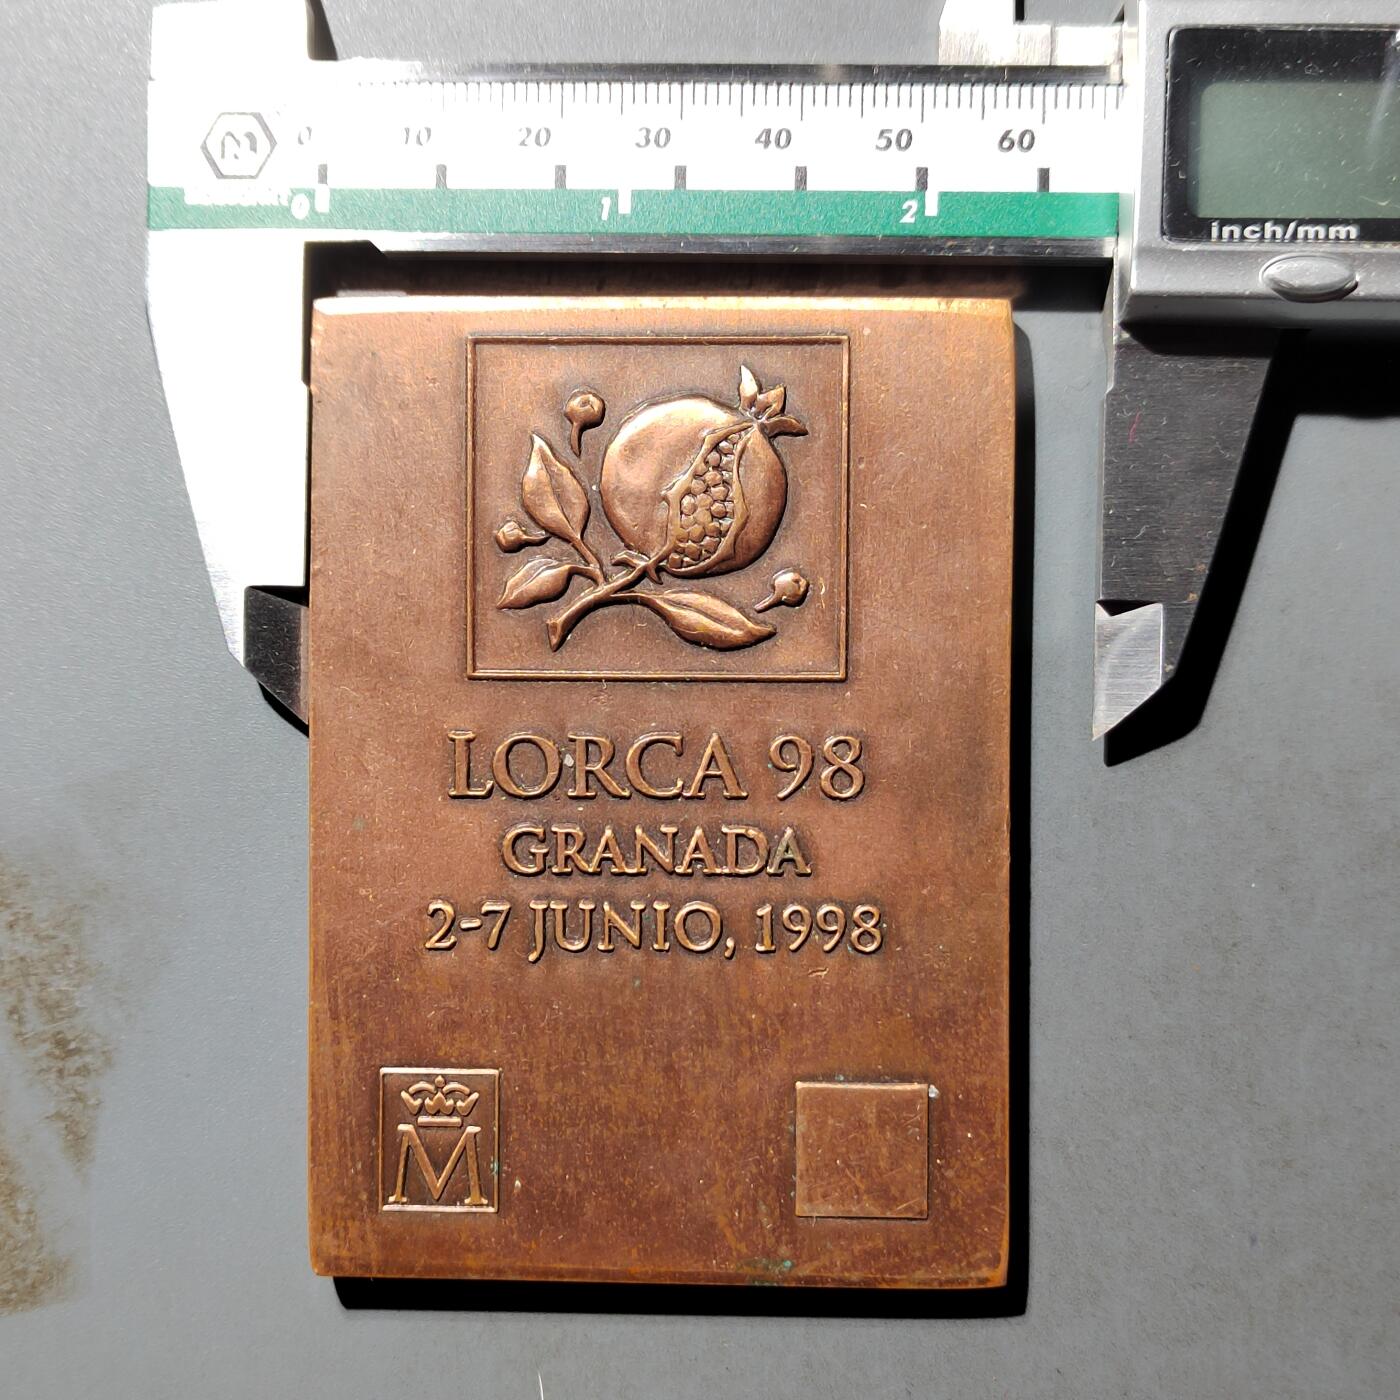 0 10 20 30 40 50 60
0 1 2
inch/mm
LORCA 98
GRANADA
2-7 JUNIO, 1998
M